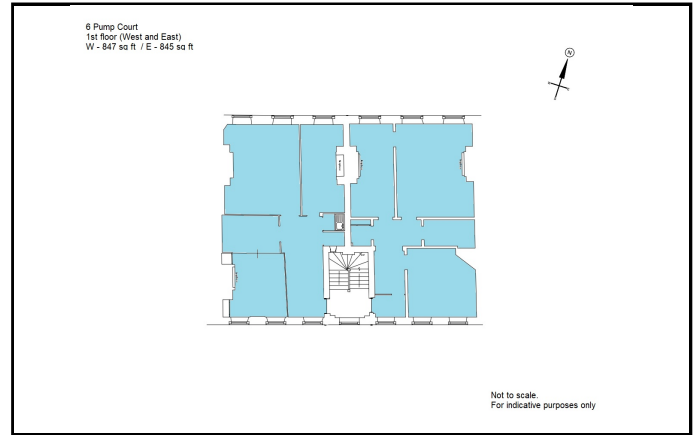 6 Pump Court
1st floor (West and East)
W - 847 sq ft / E - 845 sq ft
N
Not to scale.
For indicative purposes only